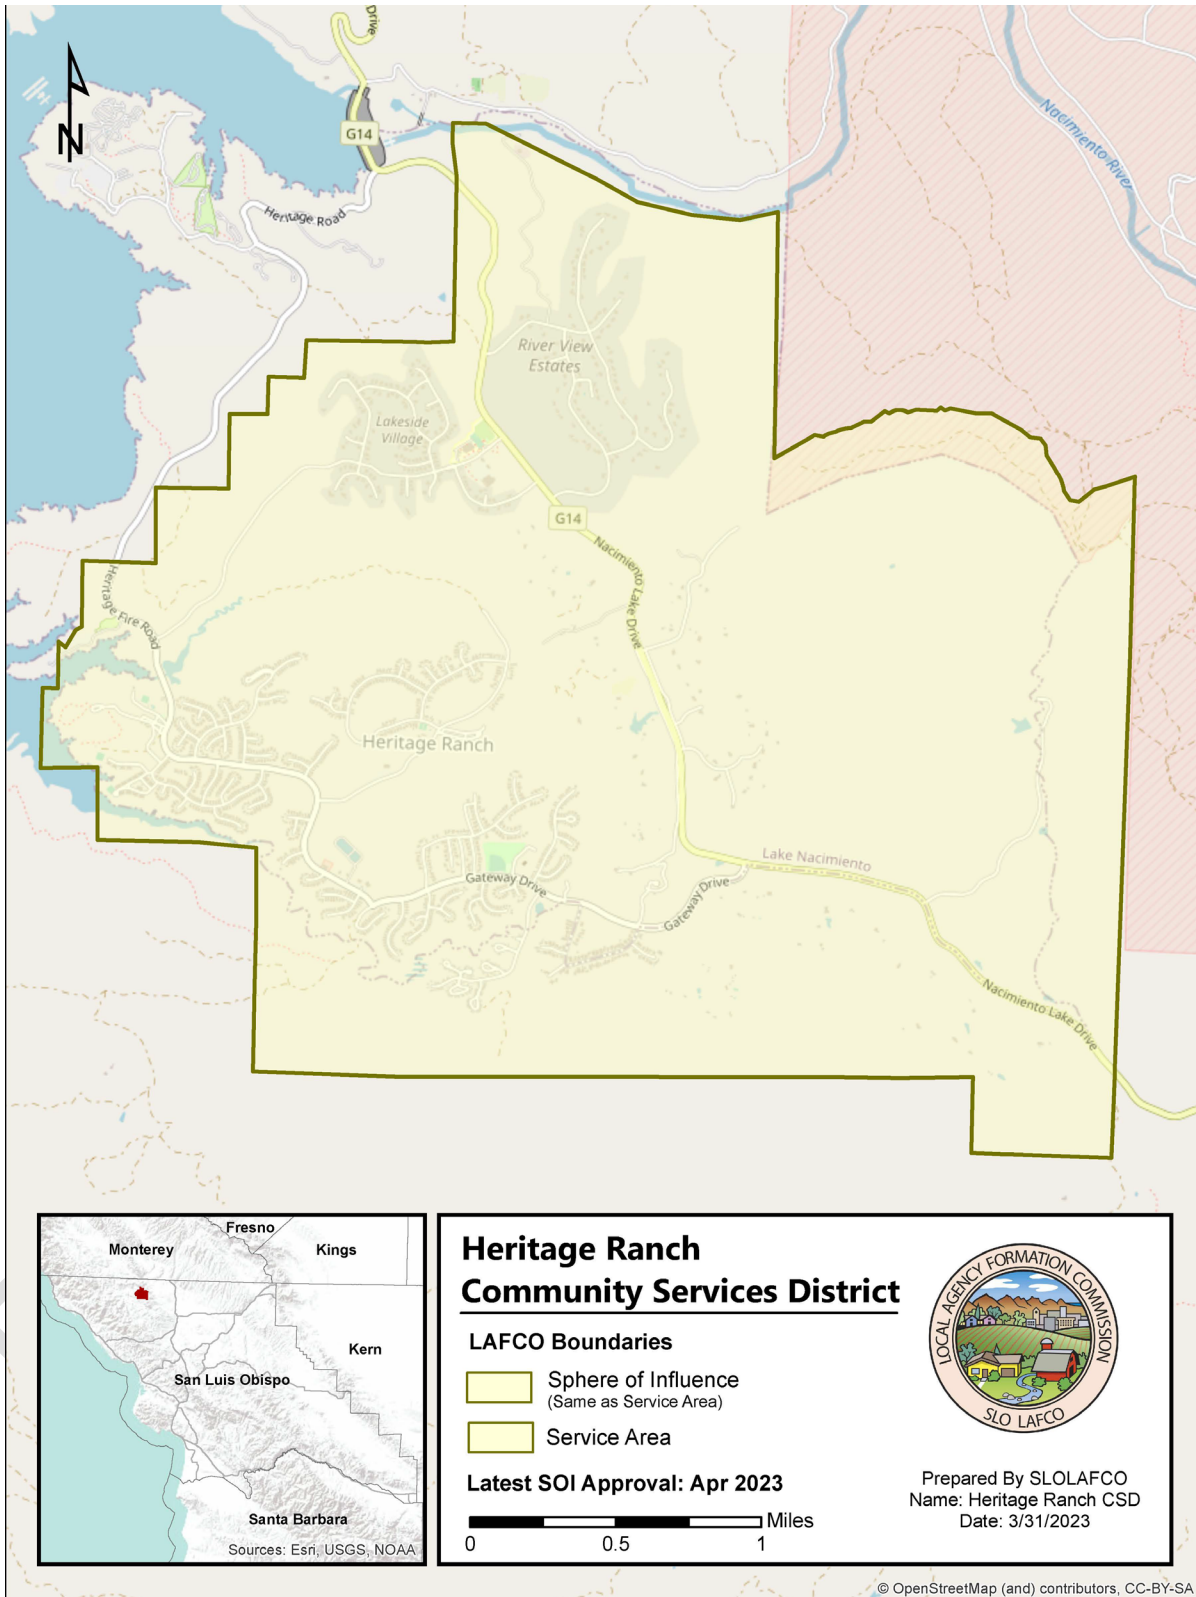 Drive
G14
Nacimiento River
Heritage Road
River View
Estates
Lakeside
Village
G14
Nacimiento Lake Drive
Heritage Fire Road
Heritage Ranch
Lake Nacimiento
Gateway Drive
Gateway Drive
Nacimiento Lake Drive
N
Fresno
Monterey
Kings
Kern
San Luis Obispo
Santa Barbara
Sources: Esri, USGS, NOAA
Heritage Ranch
Community Services District
LAFCO Boundaries
Sphere of Influence
(Same as Service Area)
Service Area
Latest SOI Approval: Apr 2023
Miles
0 0.5 1
LOCAL AGENCY FORMATION COMMISSION
SLO LAFCO
Prepared By SLOLAFCO
Name: Heritage Ranch CSD
Date: 3/31/2023
© OpenStreetMap (and) contributors, CC-BY-SA